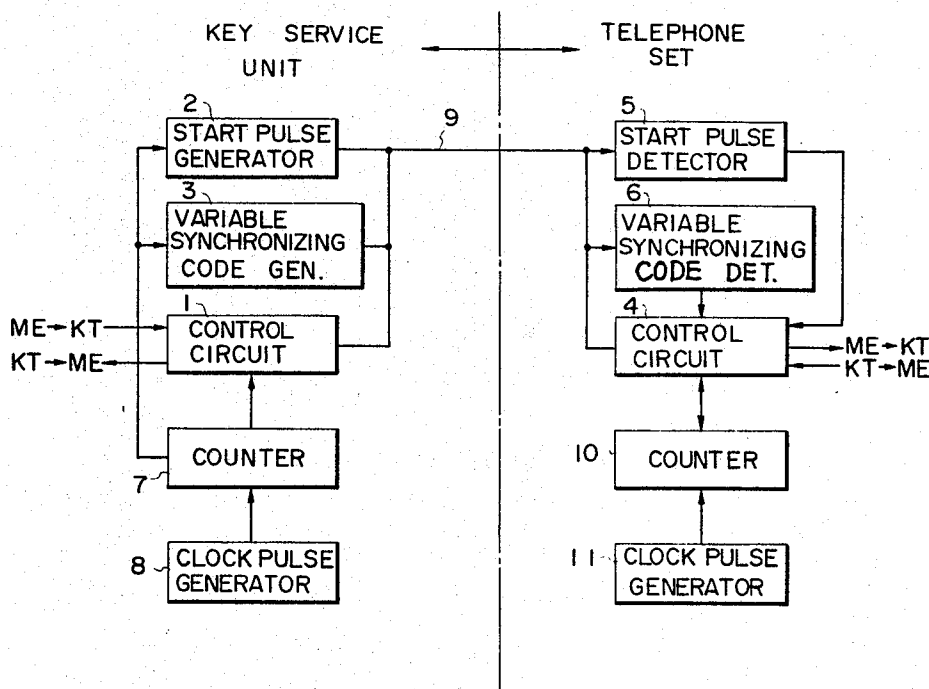 KEY SERVICE
UNIT
TELEPHONE
SET
2
START PULSE
GENERATOR
9
5
START PULSE
DETECTOR
3
VARIABLE
SYNCHRONIZING
CODE GEN.
6
VARIABLE
SYNCHRONIZING
CODE DET.
1
ME→KT
KT→ME
CONTROL
CIRCUIT
4
CONTROL
CIRCUIT
ME→KT
KT→ME
7
COUNTER
10
COUNTER
8
CLOCK PULSE
GENERATOR
11
CLOCK PULSE
GENERATOR